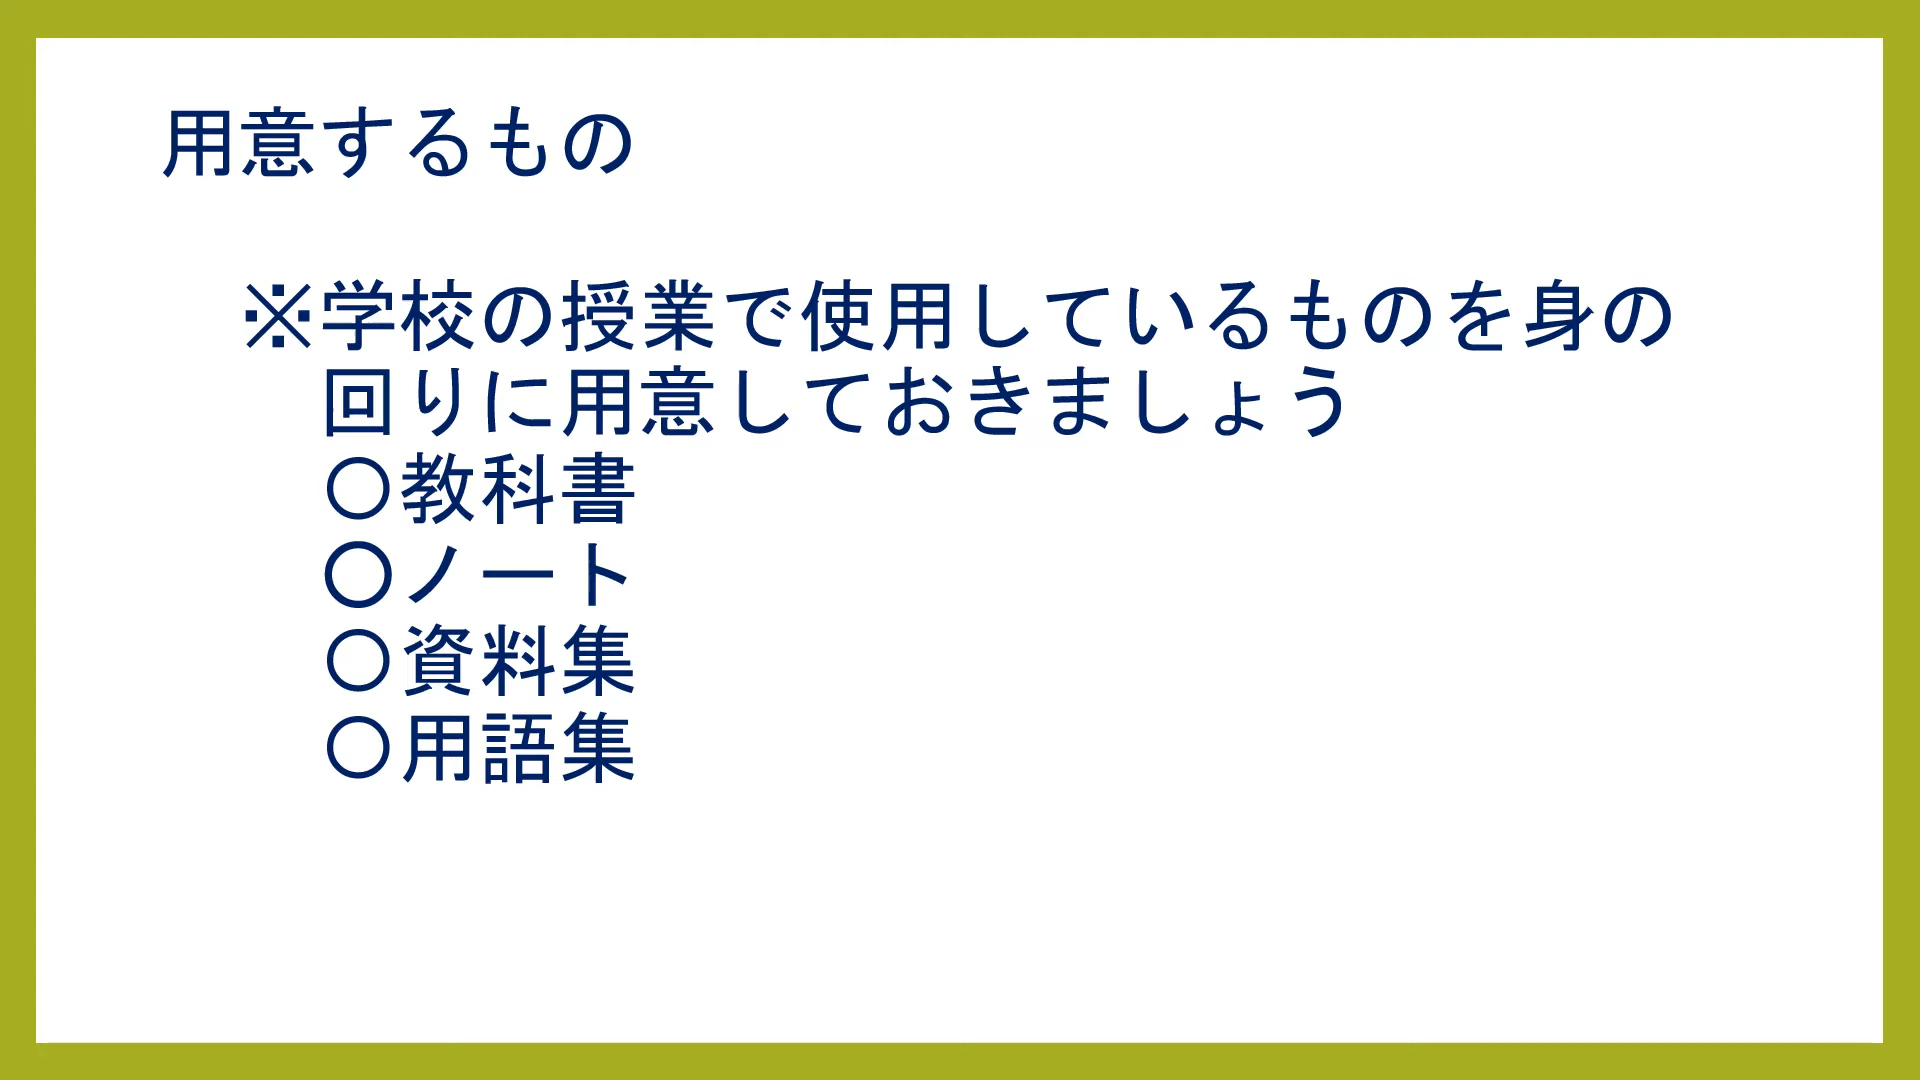 用意するもの
※学校の授業で使用しているものを身の
回りに用意しておきましょう
〇教科書
〇ノート
〇資料集
〇用語集